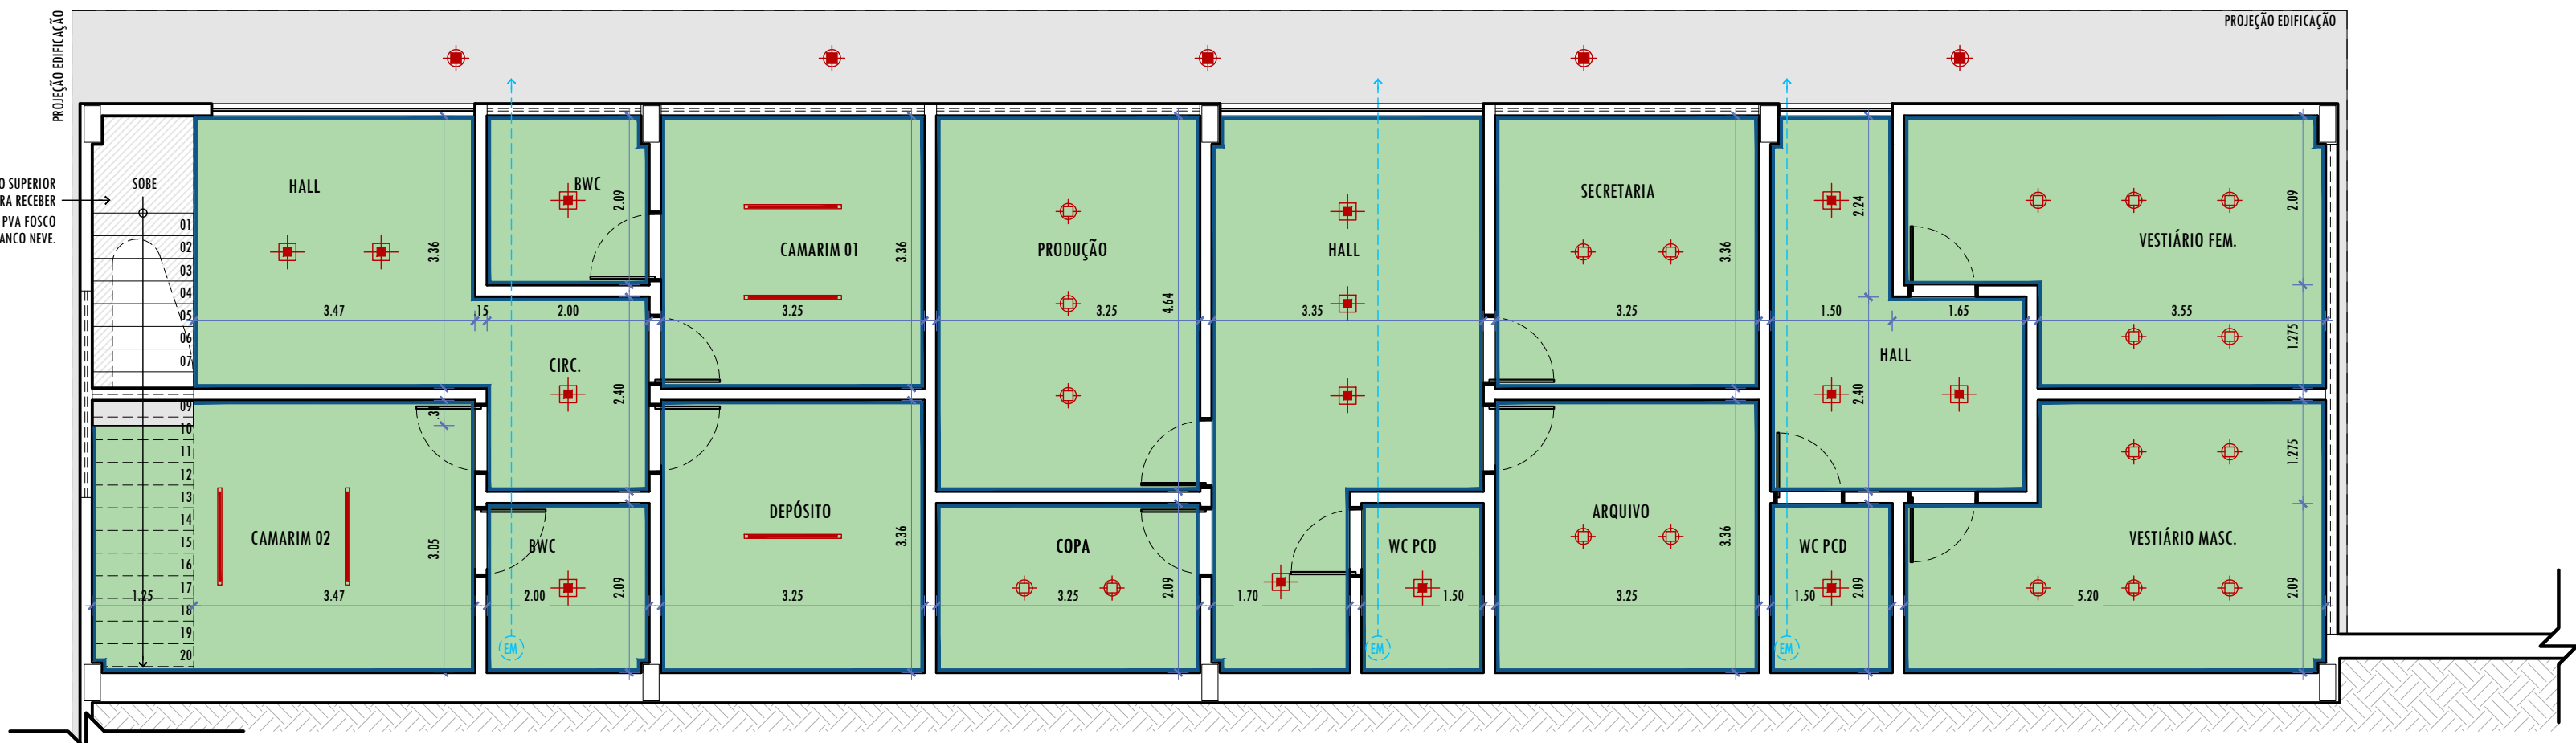 PROJEÇÃO EDIFICAÇÃO
PROJEÇÃO EDIFICAÇÃO
O SUPERIOR
RA RECEBER
PVA FOSCO
ANCO NEVE.
SOBE
01
02
03
04
05
06
07
09
10
11
12
13
14
15
16
17
18
19
20
HALL
3.36
3.47
.15
BWC
2.09
2.00
CIRC.
2.40
CAMARIM 01
3.36
3.25
PRODUÇÃO
4.64
3.25
HALL
3.35
SECRETARIA
3.36
3.25
2.24
1.50
1.65
HALL
2.40
VESTIÁRIO FEM.
2.09
3.55
1.275
CAMARIM 02
3.05
1.25
3.47
BWC
2.00
2.09
EM
DEPÓSITO
3.36
3.25
COPA
3.25
2.09
1.70
WC PCD
1.50
EM
ARQUIVO
3.36
3.25
WC PCD
1.50
2.09
EM
VESTIÁRIO MASC.
1.275
5.20
2.09